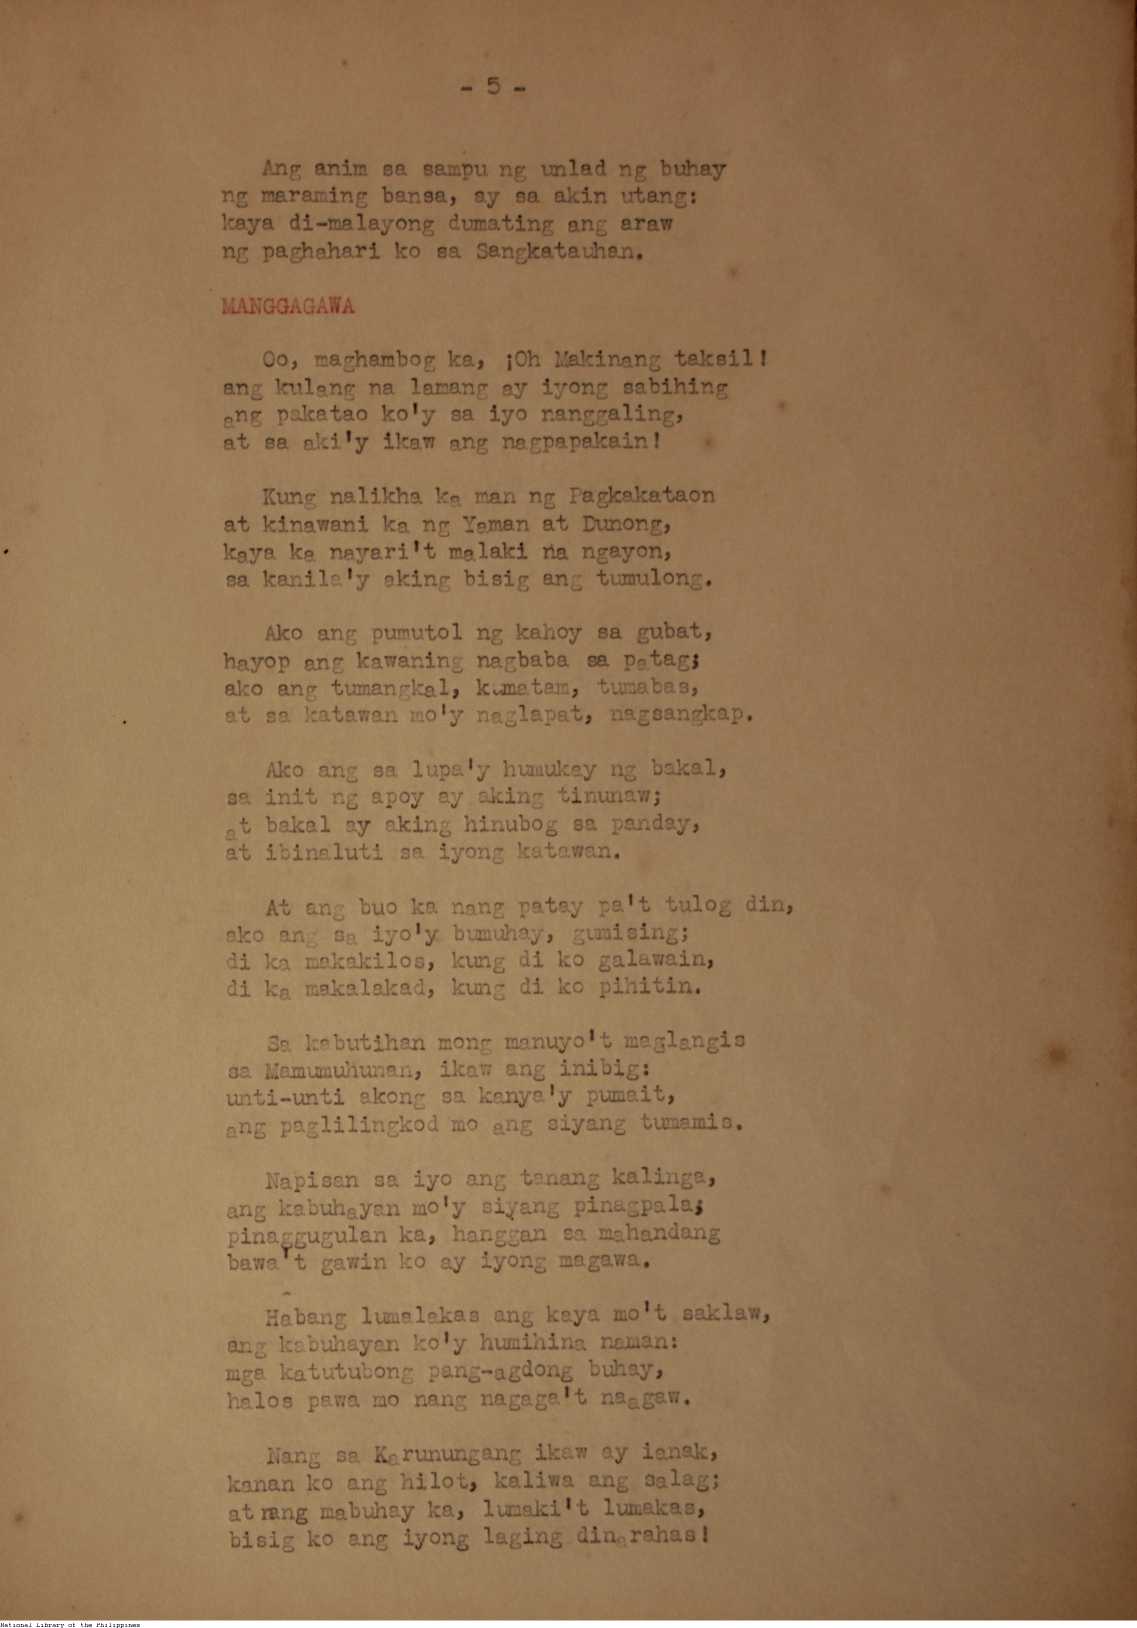 - 5 -
Ang anim sa sampu ng unlad ng buhay
ng maraming bansa, ay sa akin utang:
kaya di-malayong dumating ang araw
ng paghahari ko sa Sangkatauhan.
MANGGAGAWA
Oo, maghambog ka, ¡Oh Makinang taksil!
ang kulang na lamang ay iyong sabihing
ang pakatao ko'y sa iyo nanggaling,
at sa aki'y ikaw ang nagpapakain!
Kung nalikha ka man ng Pagkakataon
at kinawani ka ng Yaman at Dunong,
kaya ka nayari't malaki na ngayon,
sa kanila'y aking bisig ang tumulong.
Ako ang pumutol ng kahoy sa gubat,
hayop ang kawaning nagbaba sa patag;
ako ang tumangkal, kumatam, tumabas,
at sa katawan mo'y naglapat, nagsangkap.
Ako ang sa lupa'y humukay ng bakal,
sa init ng apoy ay aking tinunaw;
at bakal ay aking hinubog sa panday,
at ibinaluti sa iyong katawan.
At ang buo ka nang patay pa't tulog din,
ako ang sa iyo'y bumuhay, gumising;
di ka makakilos, kung di ko galawain,
di ka makalakad, kung di ko pihitin.
Sa kabutihan mong manuyo't maglangis
sa Mamumuhunan, ikaw ang inibig:
unti-unti akong sa kanya'y pumait,
ang paglilingkod mo ang siyang tumamis.
Napisan sa iyo ang tanang kalinga,
ang kabuhayan mo'y siyang pinagpala;
pinaggugulan ka, hanggan sa mahandang
bawa't gawin ko ay iyong magawa.
Habang lumalakas ang kaya mo't saklaw,
ang kabuhayan ko'y humihina naman:
mga katutubong pang-agdong buhay,
halos pawa mo nang nagaga't naagaw.
Nang sa Karunungang ikaw ay ianak,
kanan ko ang hilot, kaliwa ang salag;
at nang mabuhay ka, lumaki't lumakas,
bisig ko ang iyong laging dinarahas!
National Library of the Philippines